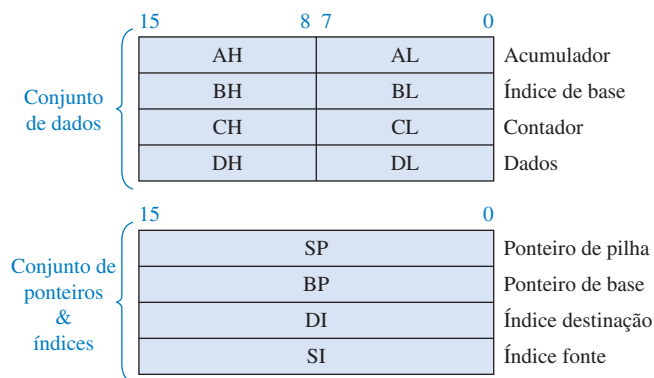 15 8 7 0
AH AL Acumulador
Conjunto de dados
BH BL Índice de base
CH CL Contador
DH DL Dados
15 0
SP Ponteiro de pilha
Conjunto de ponteiros & índices
BP Ponteiro de base
DI Índice destinação
SI Índice fonte